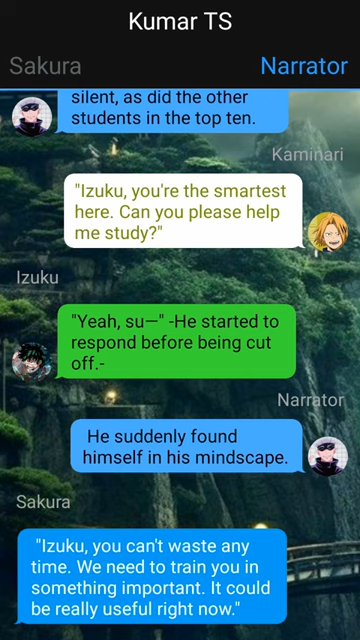 Kumar TS
Sakura
Narrator
silent, as did the other
students in the top ten.
Kaminari
"Izuku, you're the smartest
here. Can you please help
me study?"
Izuku
"Yeah, su—" -He started to
respond before being cut
off.-
Narrator
He suddenly found
himself in his mindscape.
Sakura
"Izuku, you can't waste any
time. We need to train you in
something important. It could
be really useful right now."